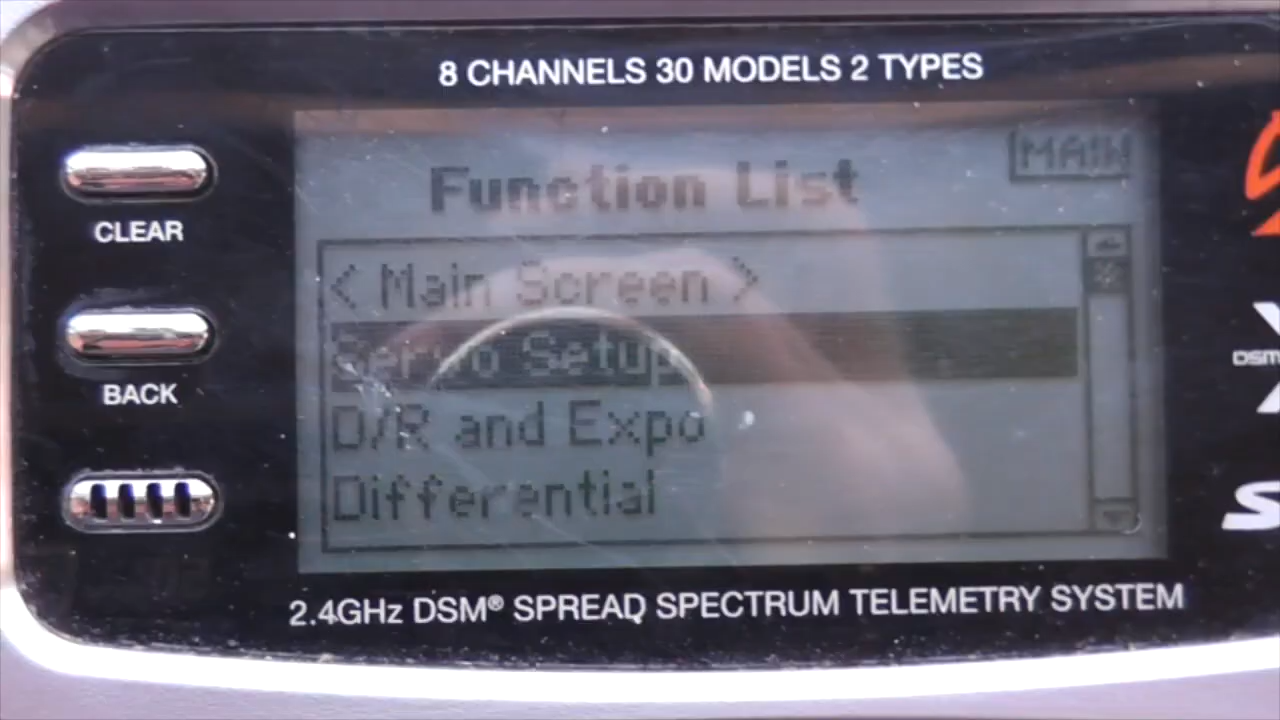 8 CHANNELS 30 MODELS 2 TYPES
MAIN
Function List
< Main Screen >
Servo Setup
D/R and Expo
Differential
CLEAR
BACK
DSM
2.4GHz DSM® SPREAD SPECTRUM TELEMETRY SYSTEM